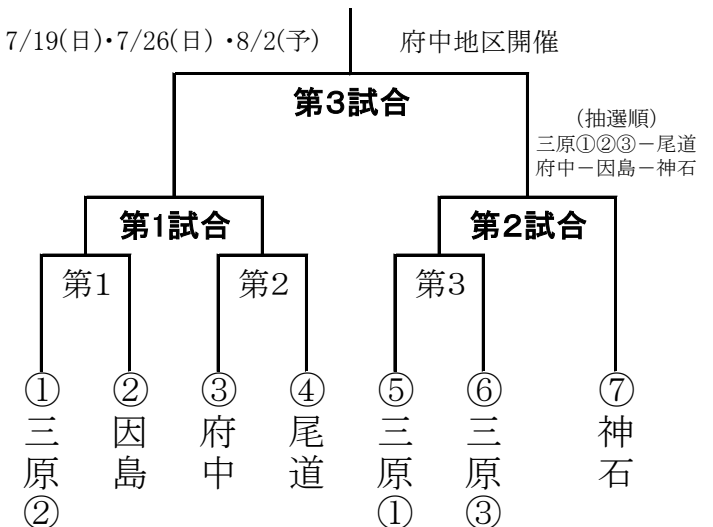 7/19(日)・7/26(日)・8/2(予)
府中地区開催
第3試合
(抽選順)
三原①②③－尾道
府中－因島－神石
第1試合
第2試合
第1
第2
第3
①三原②
②因島
③府中
④尾道
⑤三原①
⑥三原③
⑦神石